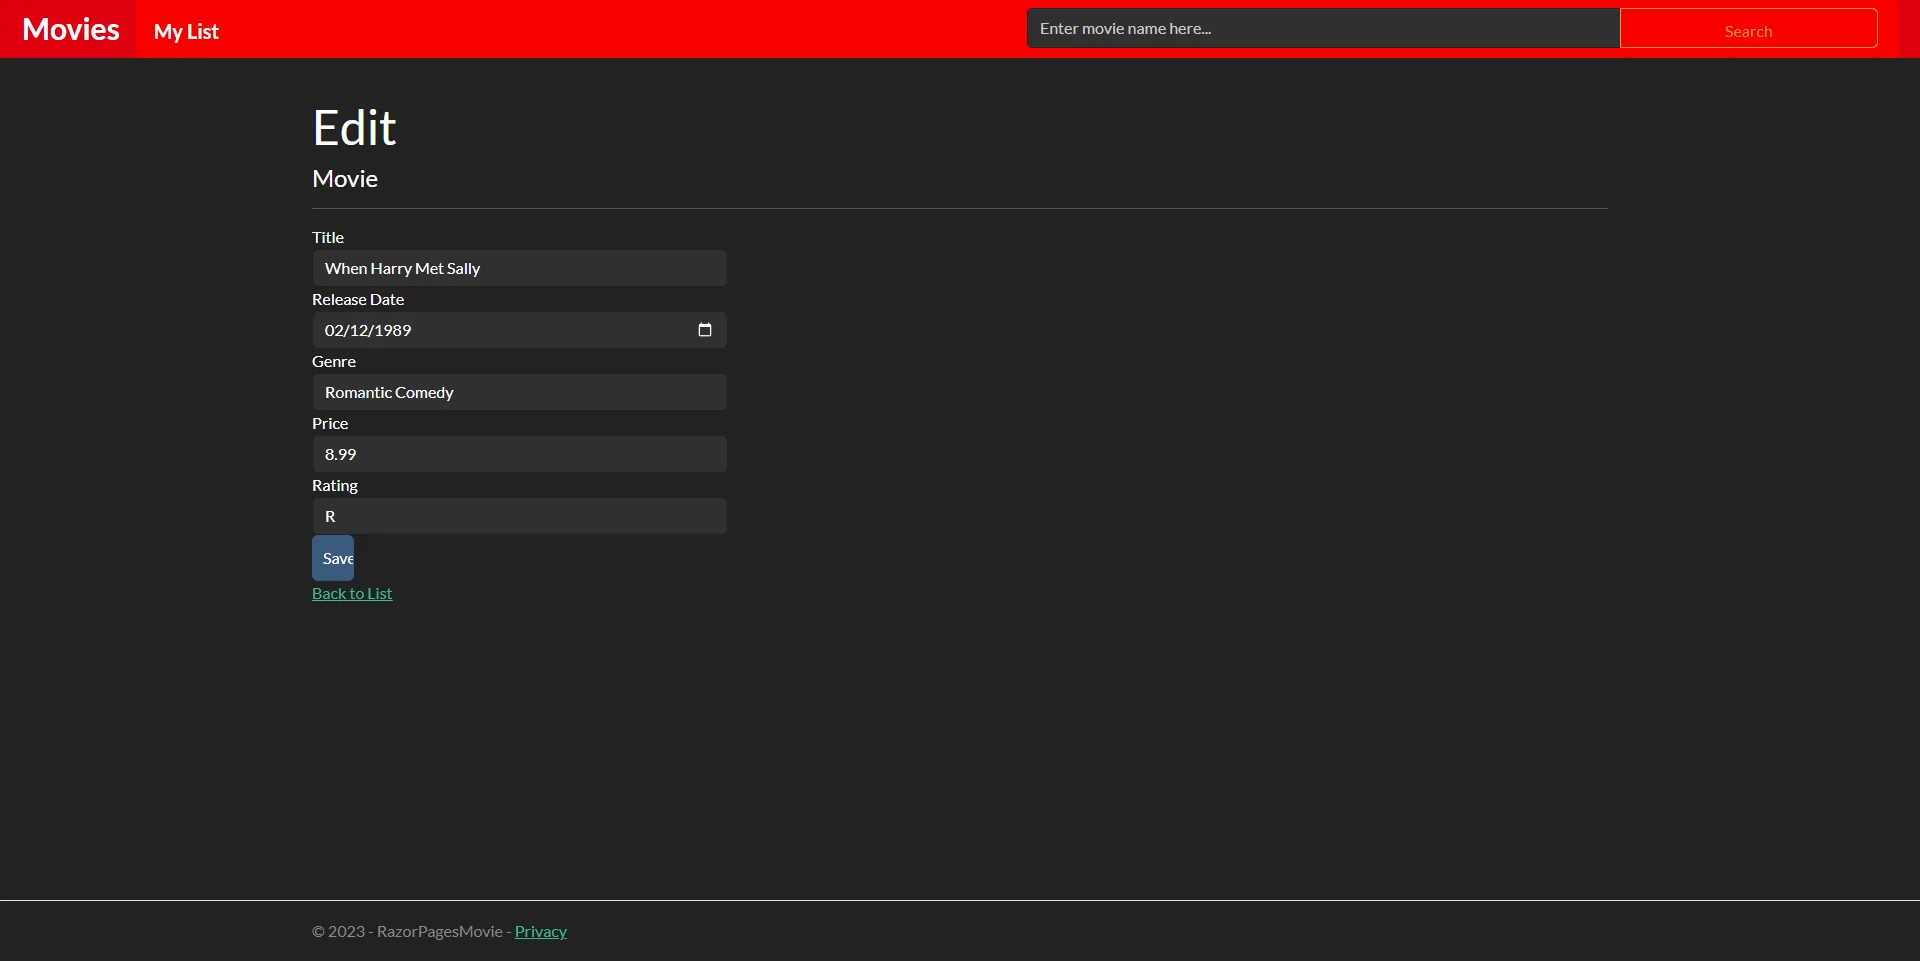 Movies My List Enter movie name here... Search
Edit
Movie
Title
When Harry Met Sally
Release Date
02/12/1989
Genre
Romantic Comedy
Price
8.99
Rating
R
Save
Back to List
© 2023 - RazorPagesMovie - Privacy